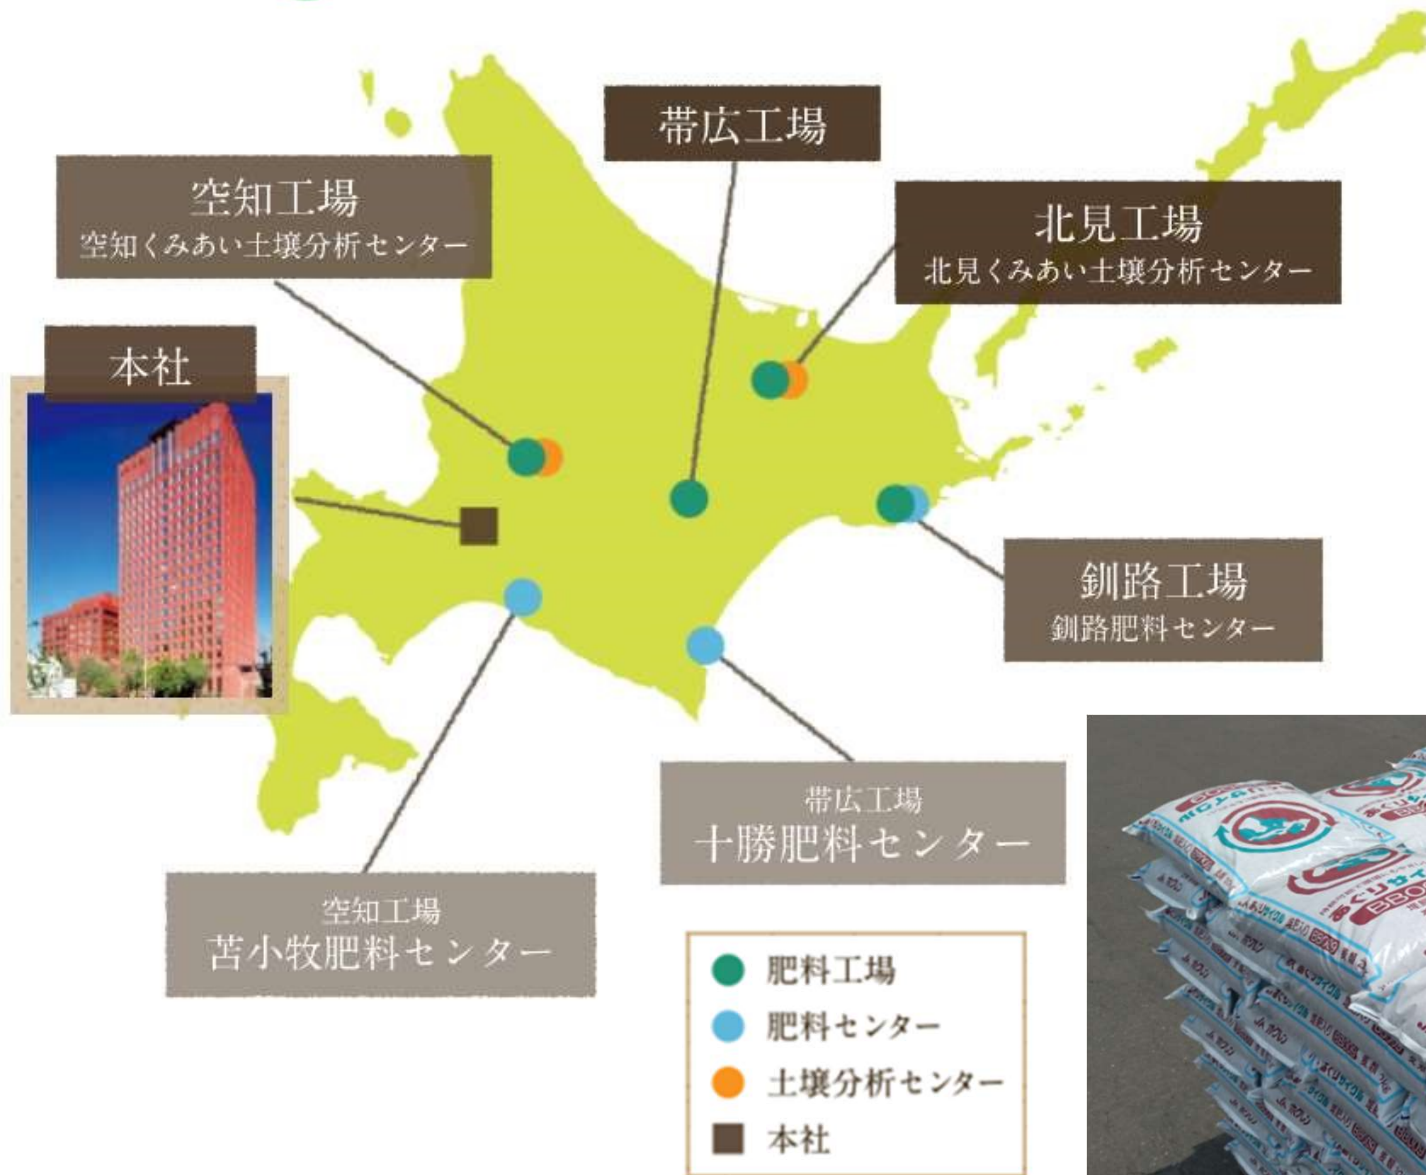 帯広工場
空知工場
空知くみあい土壌分析センター
北見工場
北見くみあい土壌分析センター
本社
釧路工場
釧路肥料センター
帯広工場
十勝肥料センター
空知工場
苫小牧肥料センター
肥料工場
肥料センター
土壌分析センター
本社